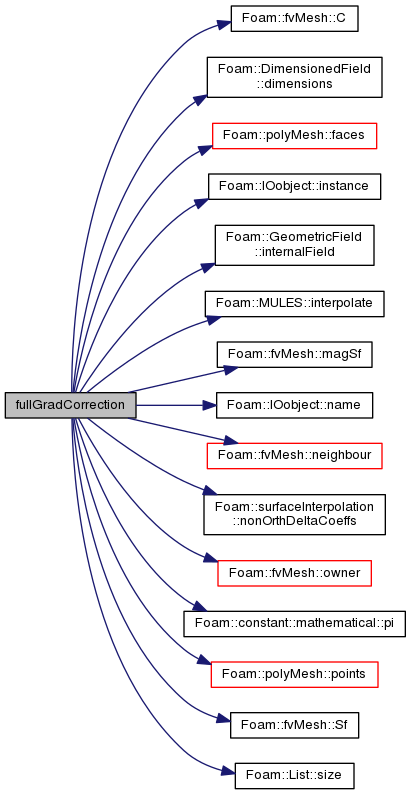 Foam::fvMesh::C
Foam::DimensionedField
::dimensions
Foam::polyMesh::faces
Foam::IOobject::instance
Foam::GeometricField
::internalField
Foam::MULES::interpolate
Foam::fvMesh::magSf
fullGradCorrection
Foam::IOobject::name
Foam::fvMesh::neighbour
Foam::surfaceInterpolation
::nonOrthDeltaCoeffs
Foam::fvMesh::owner
Foam::constant::mathematical::pi
Foam::polyMesh::points
Foam::fvMesh::Sf
Foam::List::size